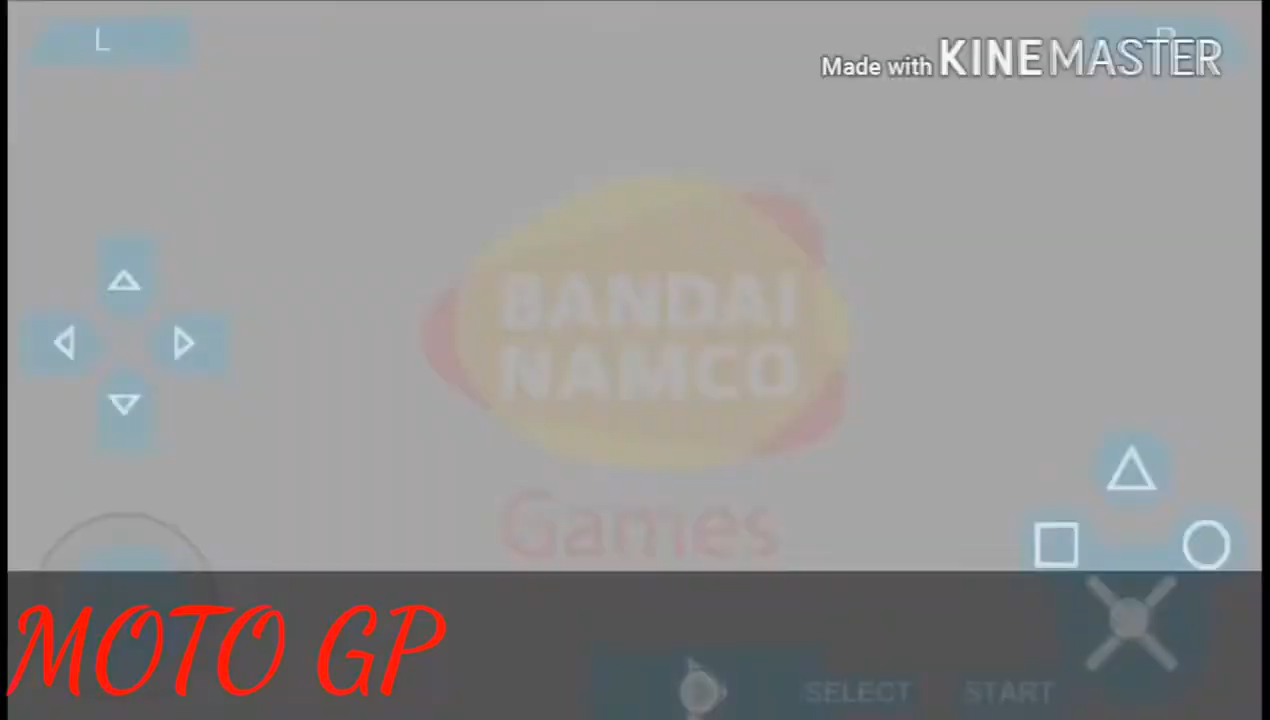 L
R
Made with KINEMASTER
BANDAI
NAMCO
Games
MOTO GP
SELECT
START